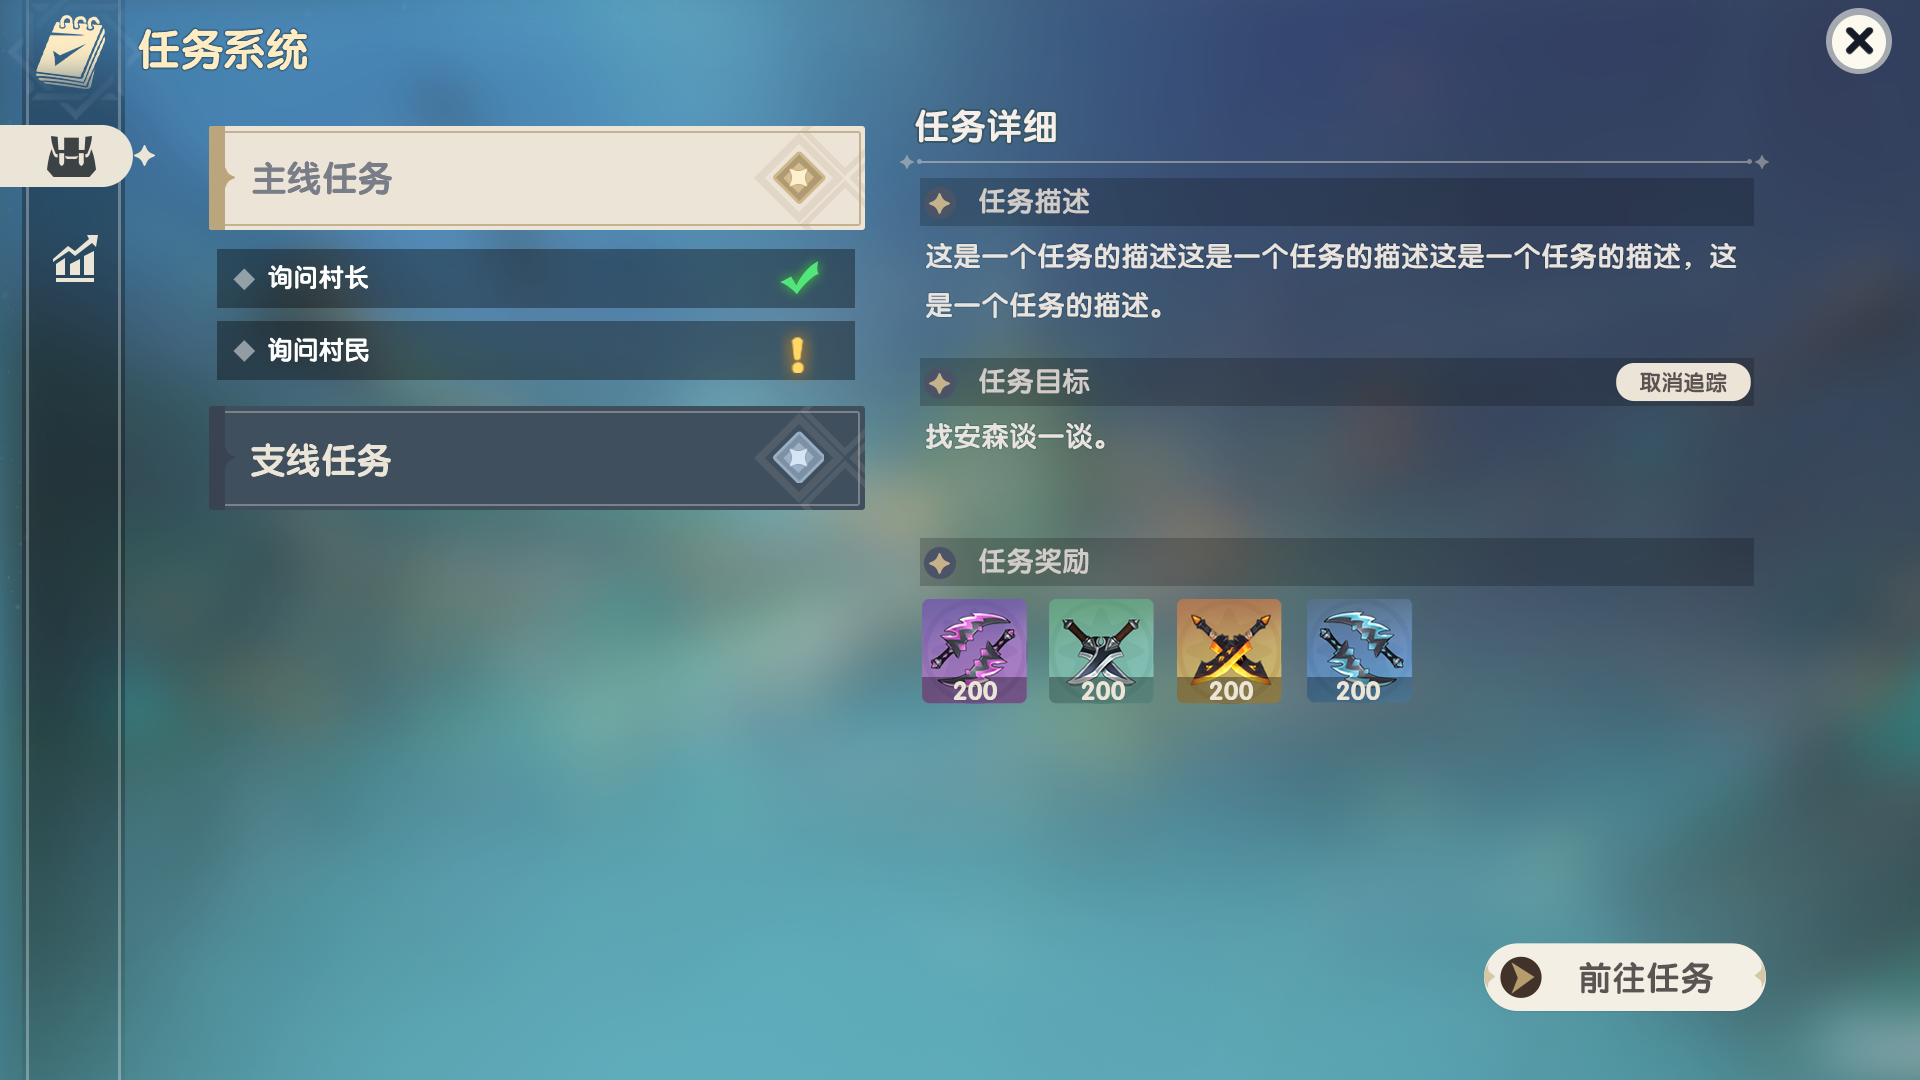 任务系统
主线任务
询问村长
询问村民
支线任务
任务详细
任务描述
这是一个任务的描述这是一个任务的描述这是一个任务的描述，这
是一个任务的描述。
任务目标
取消追踪
找安森谈一谈。
任务奖励
200
200
200
200
前往任务